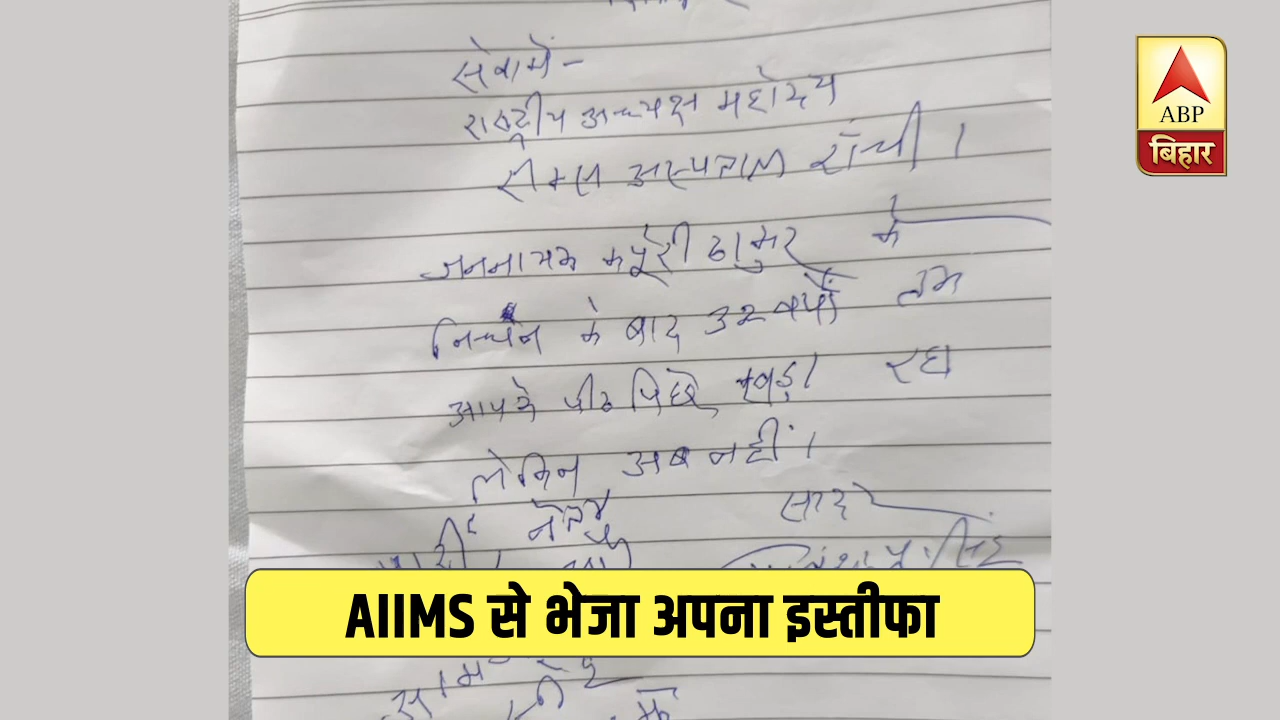 सेवा में-
राष्ट्रीय अध्यक्ष महोदय
रिम्स अस्पताल राँची।
जननायक कर्पूरी ठाकुर के
निधन के बाद 32 वर्षों तक
आपके पीठ पिछे खड़ा रहा
लेकिन अब नहीं।
पार्टी नेता
सादर
ABP
बिहार
AIIMS से भेजा अपना इस्तीफा